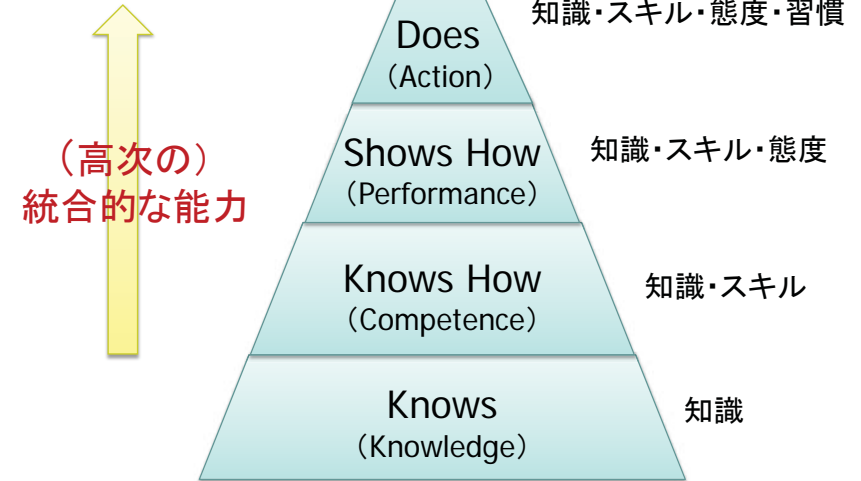 Does
（Action）
知識・スキル・態度・習慣
Shows How
（Performance）
知識・スキル・態度
（高次の）
統合的な能力
Knows How
（Competence）
知識・スキル
Knows
（Knowledge）
知識